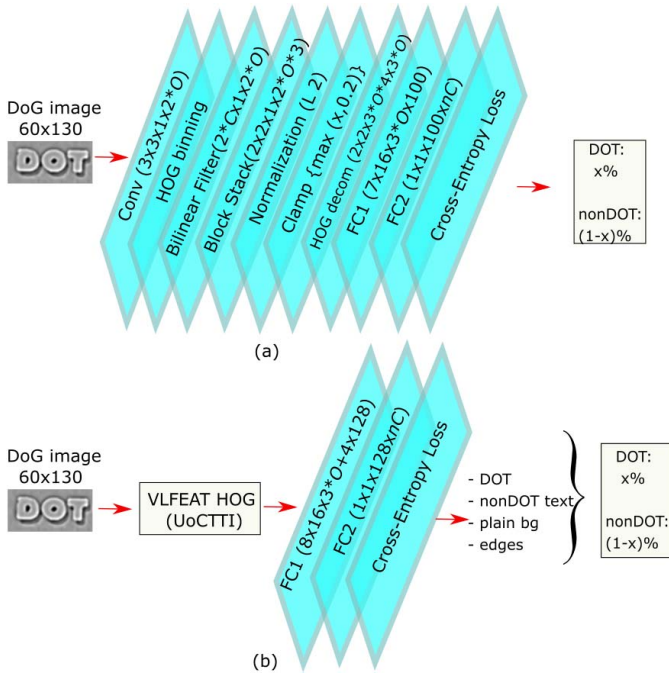 DoG image
60x130
DOT
Conv (3x3x1x2*O)
HOG binning
Bilinear Filter(2*Cx1x2*O)
Block Stack(2x2x1x2*O*3)
Normalization (L 2)
Clamp {max (x,0.2)}
HOG decom (2x2x3*O*4x3*O)
FC1 (7x16x3*Ox100)
FC2 (1x1x100xnC)
Cross-Entropy Loss
DOT:
x%
nonDOT:
(1-x)%
(a)
DoG image
60x130
DOT
VLFEAT HOG
(UoCTTI)
FC1 (8x16x3*O+4x128)
FC2 (1x1x128xnC)
Cross-Entropy Loss
- DOT
- nonDOT text
- plain bg
- edges
DOT:
x%
nonDOT:
(1-x)%
(b)